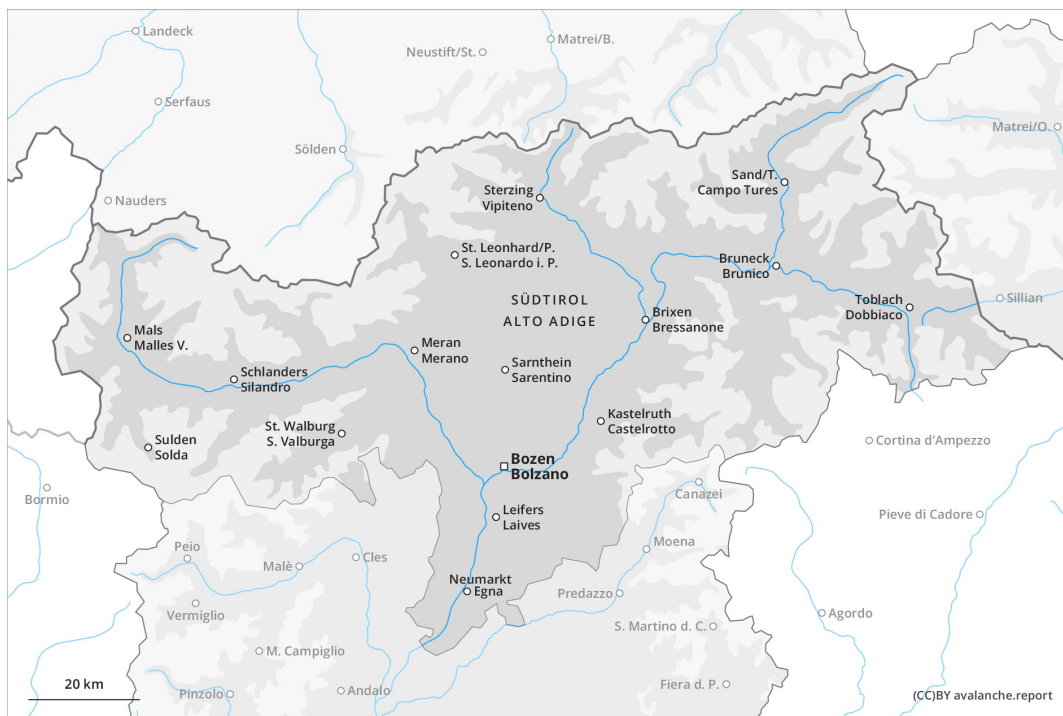 Landeck
Neustift/St.
Matrei/B.
Serfaus
Matrei/O.
Sölden
Sand/T.
Campo Tures
Sterzing
Vipiteno
Nauders
St. Leonhard/P.
S. Leonardo i. P.
Bruneck
Brunico
SÜDTIROL
ALTO ADIGE
Toblach
Dobbiaco
Sillian
Brixen
Bressanone
Mals
Malles V.
Meran
Merano
Sarnthein
Sarentino
Schlanders
Silandro
Kastelruth
Castelrotto
St. Walburg
S. Valburga
Sulden
Solda
Cortina d'Ampezzo
Bozen
Bolzano
Bormio
Canazei
Leifers
Laives
Pieve di Cadore
Moena
Peio
Malè
Cles
Neumarkt
Egna
Predazzo
Vermiglio
Agordo
S. Martino d. C.
M. Campiglio
20 km
Pinzolo
Andalo
Fiera d. P.
(CC)BY avalanche.report